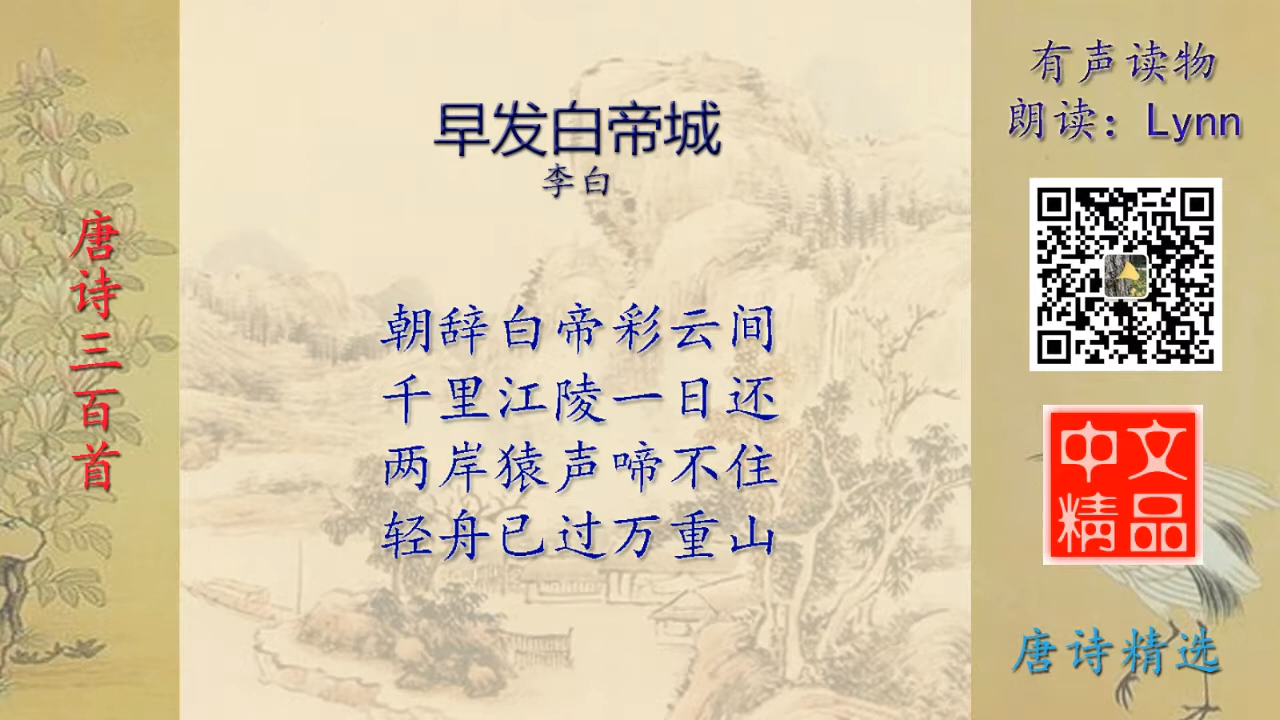 唐诗三百首
早发白帝城
李白
朝辞白帝彩云间
千里江陵一日还
两岸猿声啼不住
轻舟已过万重山
有声读物
朗读：Lynn
中文
精品
唐诗精选